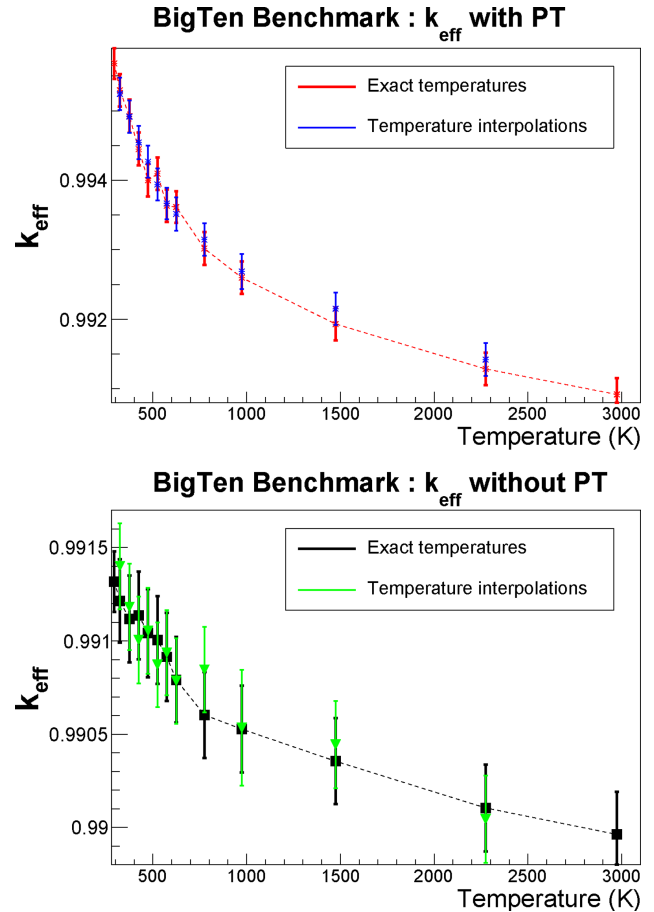 BigTen Benchmark : keff with PT
Exact temperatures
Temperature interpolations
0.994
0.992
keff
500 1000 1500 2000 2500 3000
Temperature (K)
BigTen Benchmark : keff without PT
Exact temperatures
Temperature interpolations
0.9915
0.991
0.9905
0.99
keff
500 1000 1500 2000 2500 3000
Temperature (K)